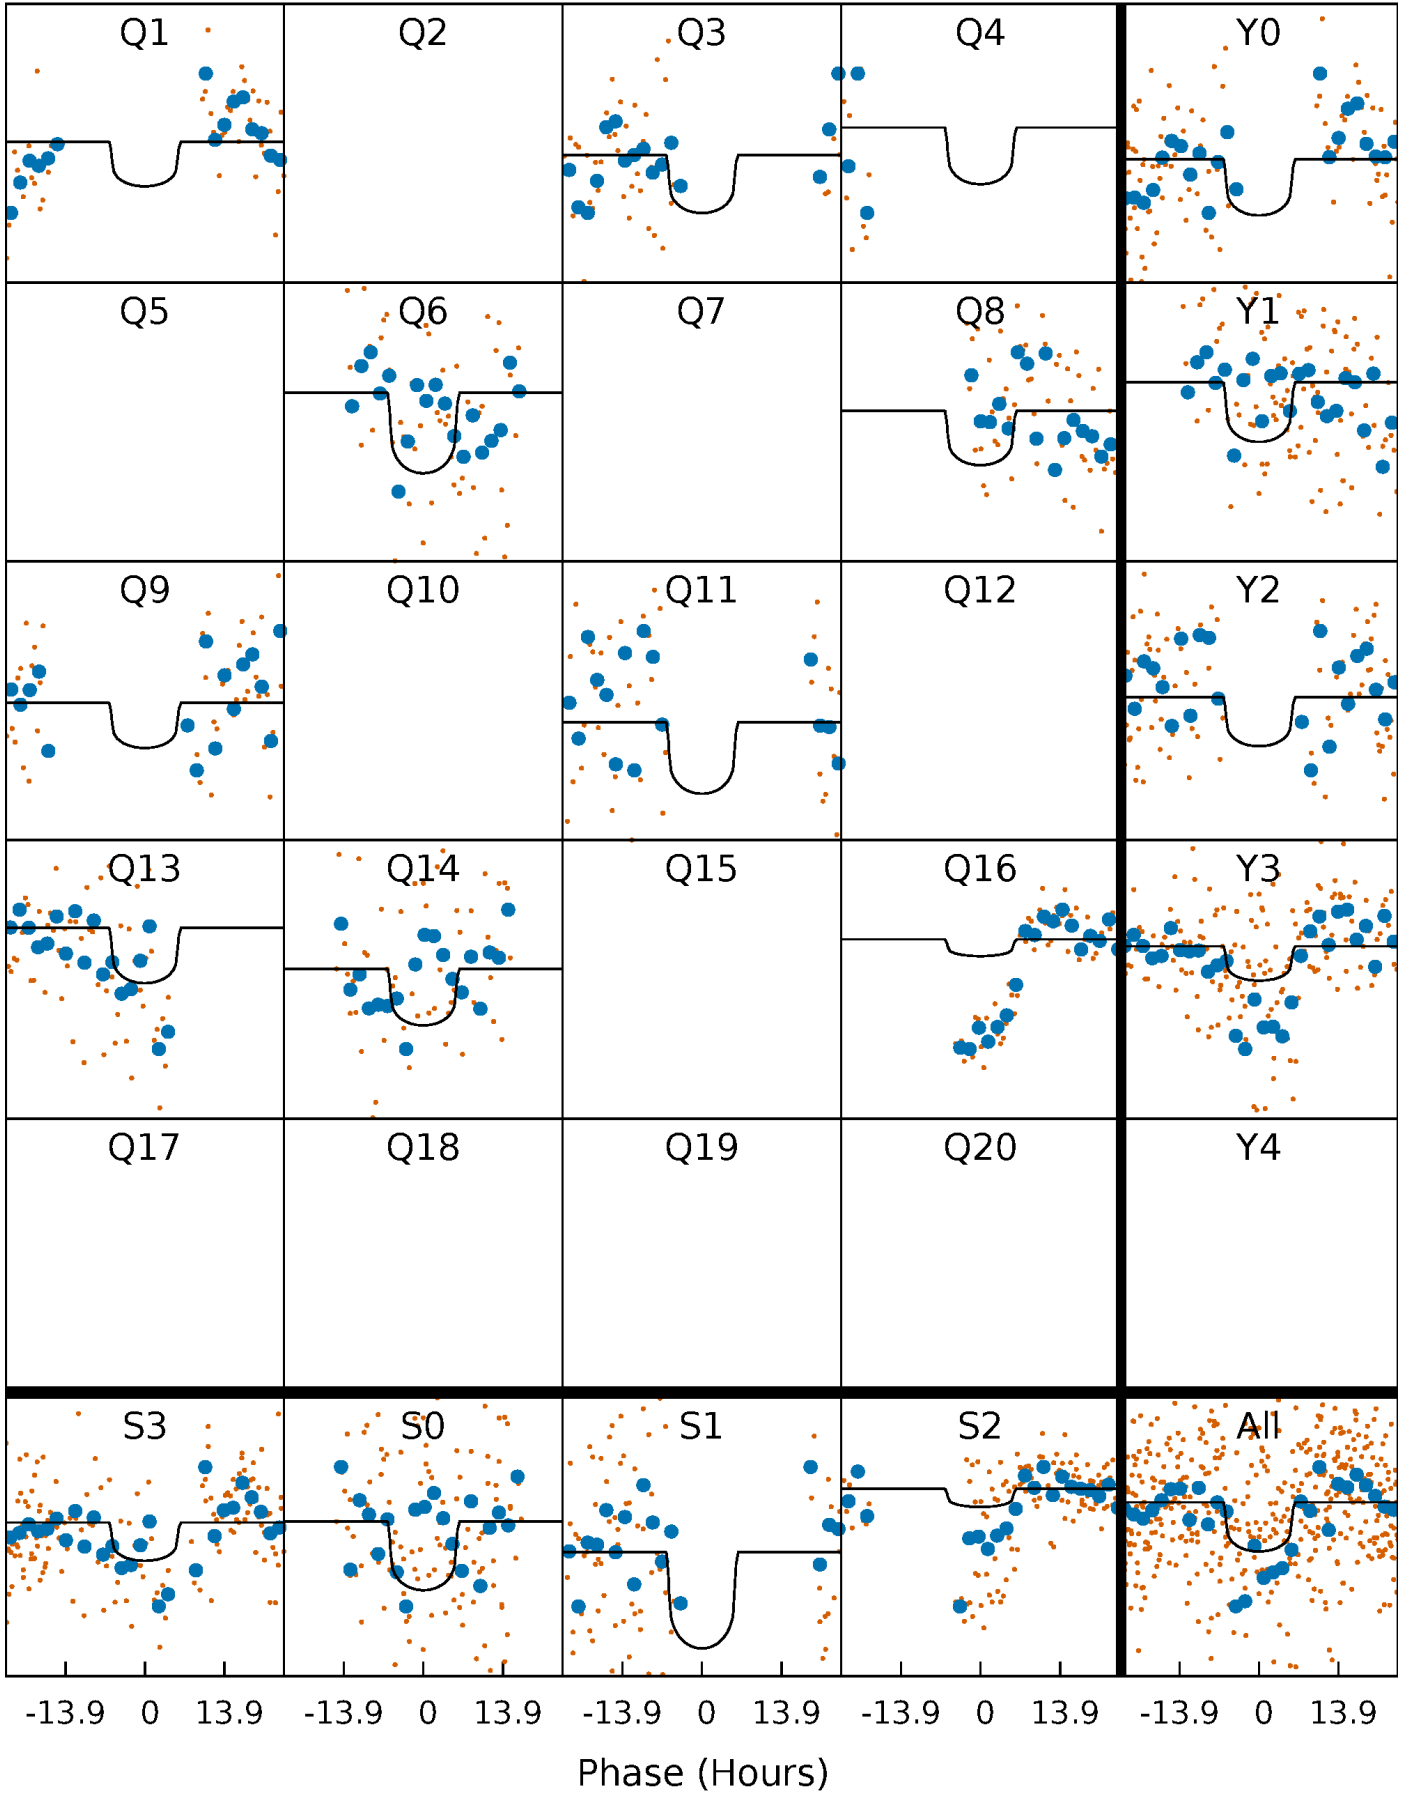 Q1 Q2 Q3 Q4 Y0
Q5 Q6 Q7 Q8 Y1
Q9 Q10 Q11 Q12 Y2
Q13 Q14 Q15 Q16 Y3
Q17 Q18 Q19 Q20 Y4
S3 S0 S1 S2 All
-13.9 0 13.9 -13.9 0 13.9 -13.9 0 13.9 -13.9 0 13.9 -13.9 0 13.9
Phase (Hours)